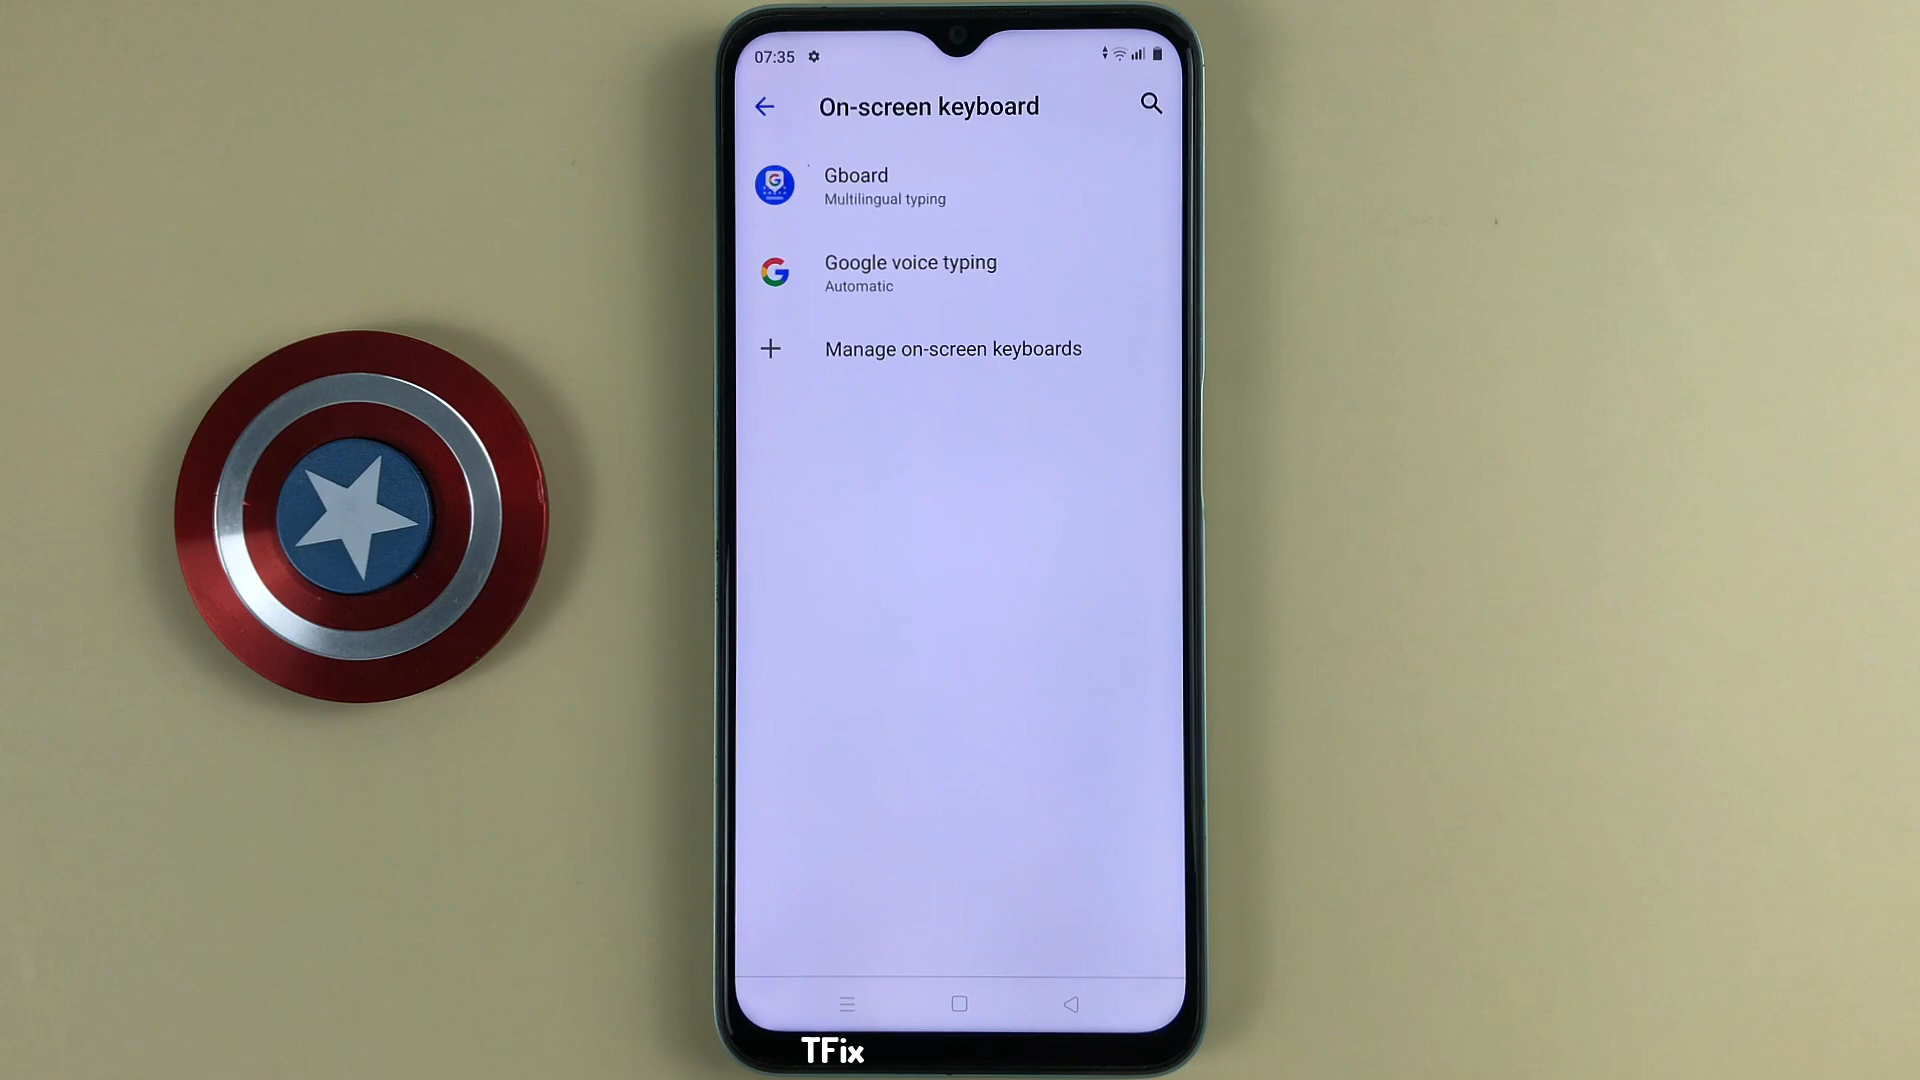 07:35
On-screen keyboard
Gboard
Multilingual typing
Google voice typing
Automatic
Manage on-screen keyboards
TFix